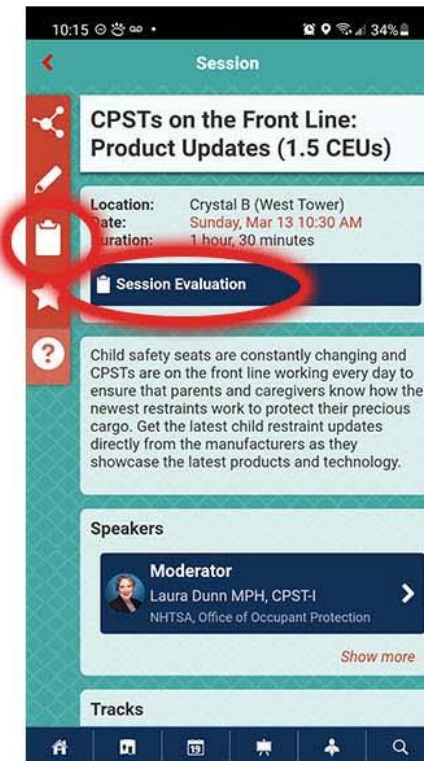 10:15
34%
Session
CPSTs on the Front Line:
Product Updates (1.5 CEUs)
Location: Crystal B (West Tower)
Date: Sunday, Mar 13 10:30 AM
Duration: 1 hour, 30 minutes
Session Evaluation
?
Child safety seats are constantly changing and
CPSTs are on the front line working every day to
ensure that parents and caregivers know how the
newest restraints work to protect their precious
cargo. Get the latest child restraint updates
directly from the manufacturers as they
showcase the latest products and technology.
Speakers
Moderator
Laura Dunn MPH, CPST-I
NHTSA, Office of Occupant Protection
Show more
Tracks
19